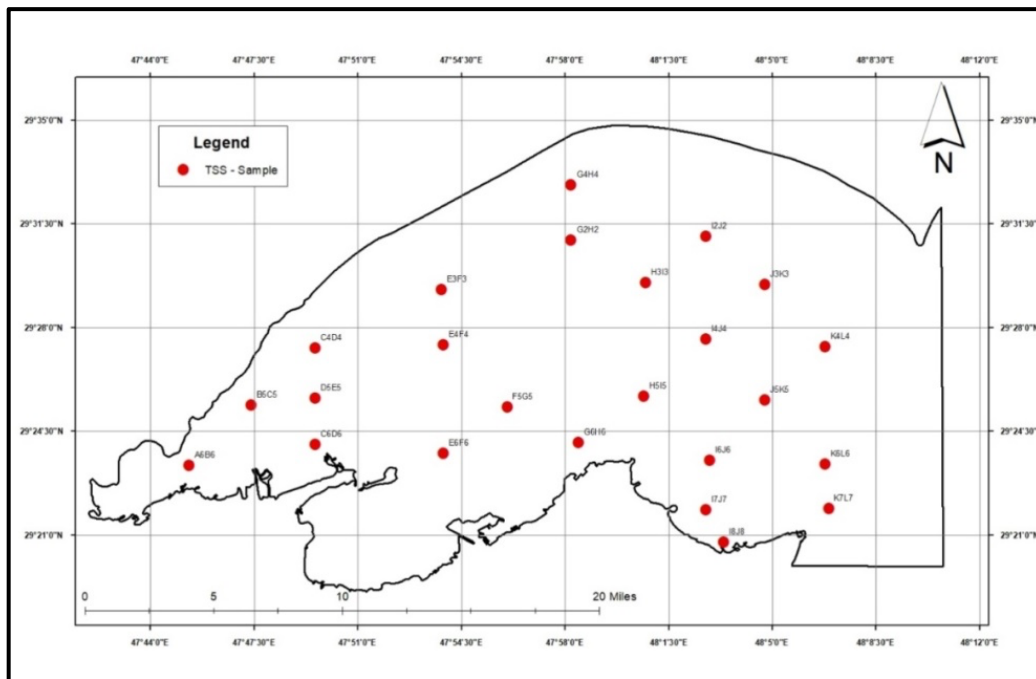 47°44'0"E 47°47'30"E 47°51'0"E 47°54'30"E 47°58'0"E 48°1'30"E 48°5'0"E 48°8'30"E 48°12'0"E
29°35'0"N 29°35'0"N
Legend
TSS - Sample
N
G4H4
29°31'30"N 29°31'30"N
G2H2 I2J2
E3F3 H3I3 J3K3
29°28'0"N 29°28'0"N
C4D4 E4F4 I4J4 K4L4
B5C5 D5E5 F5G5 H5I5 J5K5
29°24'30"N 29°24'30"N
A6B6 C6D6 E6F6 G6H6 I6J6 K6L6
I7J7 K7L7
29°21'0"N 29°21'0"N
I8J8
0 5 10 20 Miles
47°44'0"E 47°47'30"E 47°51'0"E 47°54'30"E 47°58'0"E 48°1'30"E 48°5'0"E 48°8'30"E 48°12'0"E